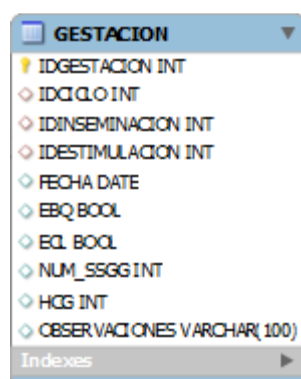 GESTACION
IDGESTACION INT
IDCICLO INT
IDINSEMINACION INT
IDESTIMULACION INT
FECHA DATE
EBQ BOOL
ECL BOOL
NUM_SSGG INT
HCG INT
OBSERVACIONES VARCHAR(100)
Indexes